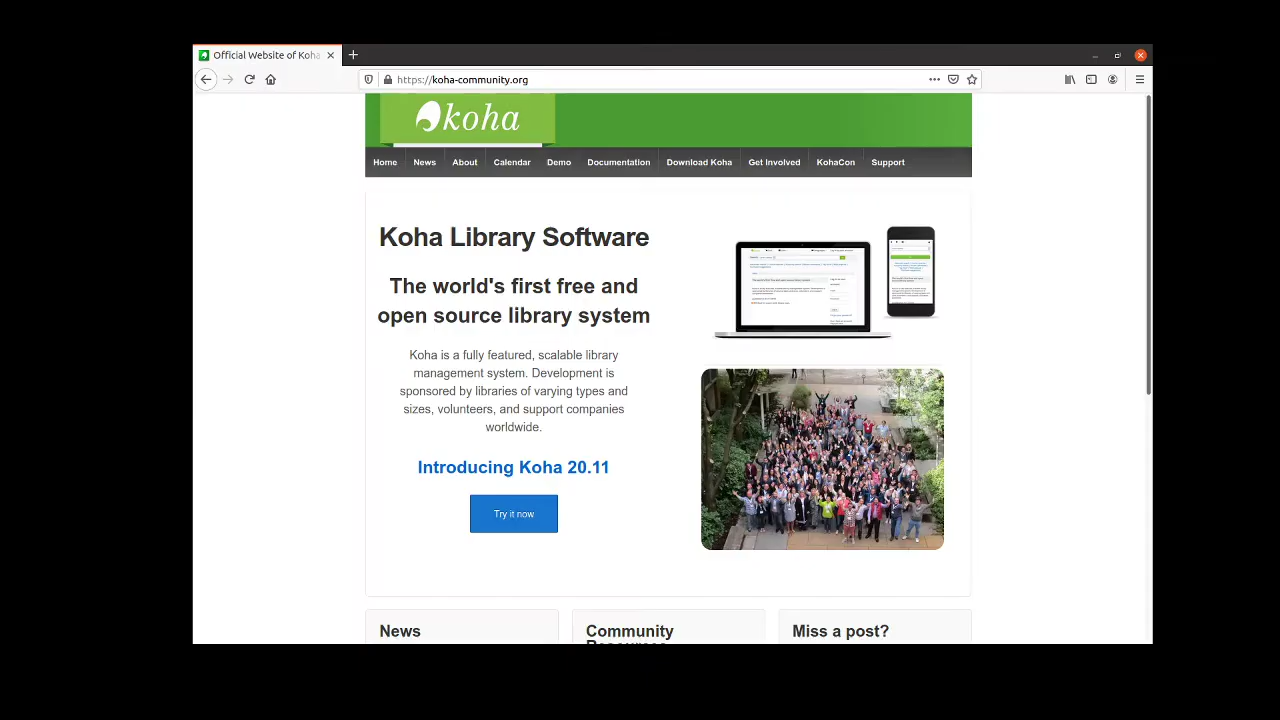 Official Website of Koha
https://koha-community.org
koha
Home News About Calendar Demo Documentation Download Koha Get Involved KohaCon Support
Koha Library Software
The world's first free and
open source library system
Koha is a fully featured, scalable library
management system. Development is
sponsored by libraries of varying types and
sizes, volunteers, and support companies
worldwide.
Introducing Koha 20.11
Try it now
News
Community
Resources
Miss a post?